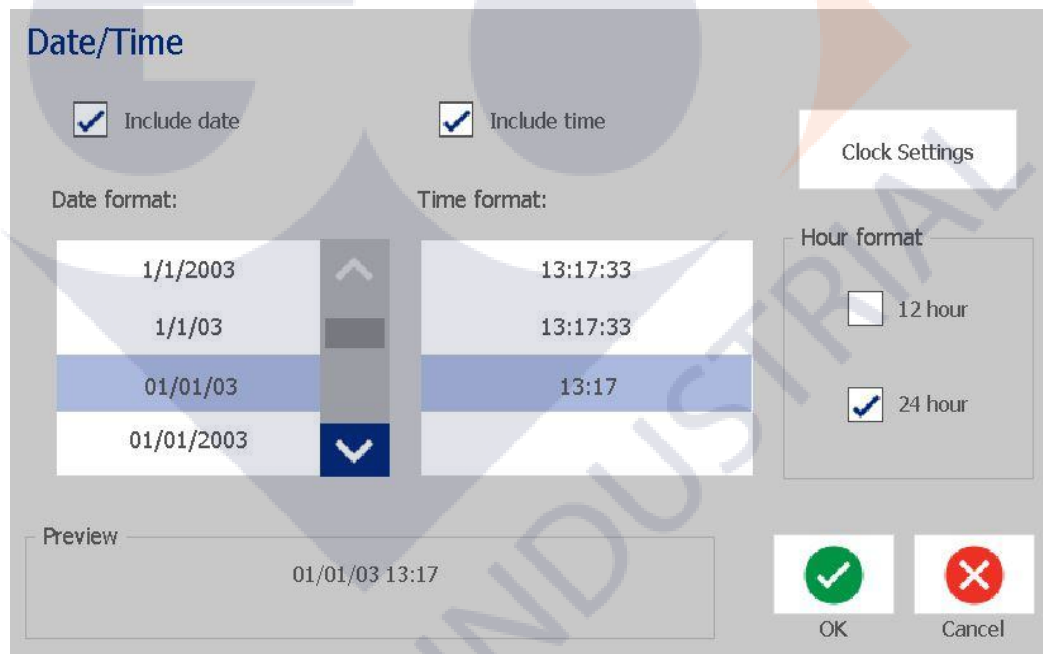 Date/Time
Include date
Include time
Clock Settings
Date format:
Time format:
Hour format
1/1/2003
1/1/03
01/01/03
01/01/2003
13:17:33
13:17:33
13:17
12 hour
24 hour
Preview
01/01/03 13:17
OK
Cancel
INDUSTRIAL